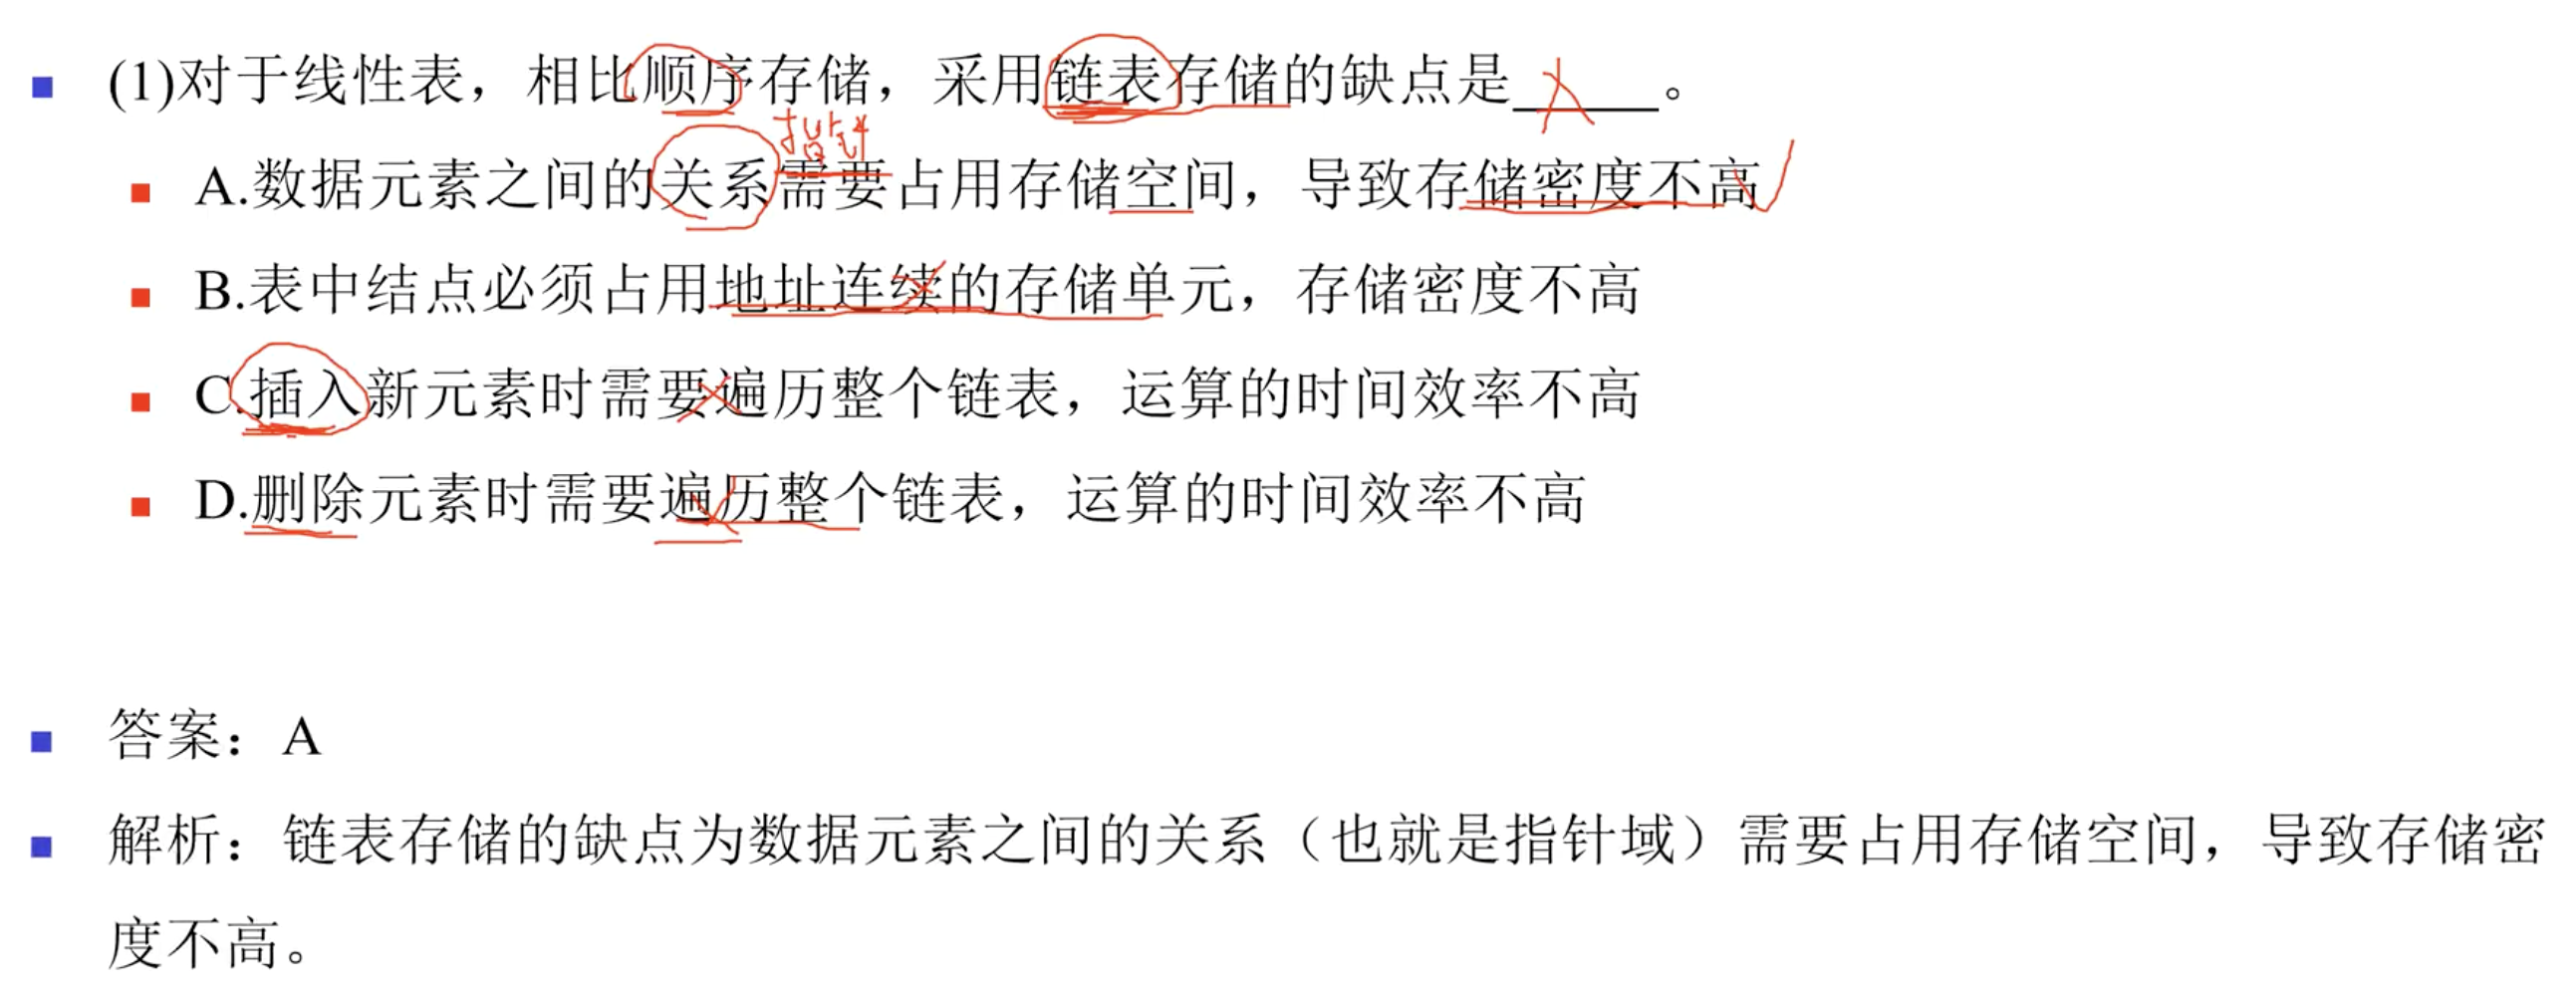 (1)对于线性表，相比顺序存储，采用链表存储的缺点是_____。
指针
A.数据元素之间的关系需要占用存储空间，导致存储密度不高
B.表中结点必须占用地址连续的存储单元，存储密度不高
C.插入新元素时需要遍历整个链表，运算的时间效率不高
D.删除元素时需要遍历整个链表，运算的时间效率不高
答案：A
解析：链表存储的缺点为数据元素之间的关系（也就是指针域）需要占用存储空间，导致存储密
度不高。